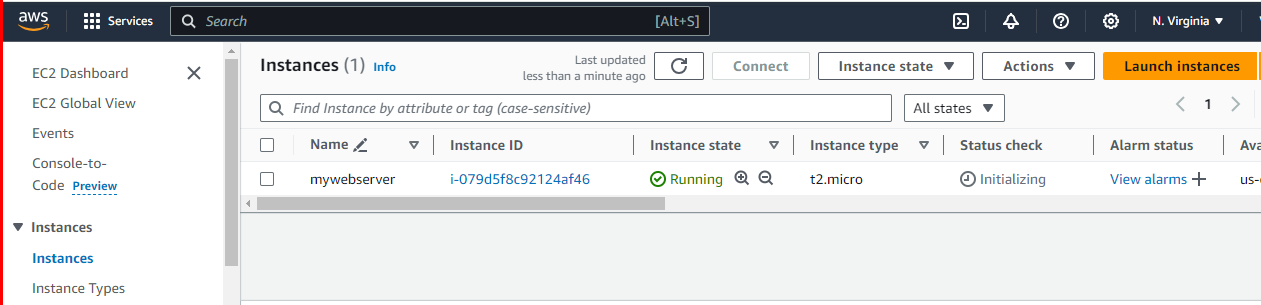 aws Services Search [Alt+S] N. Virginia
EC2 Dashboard
EC2 Global View
Events
Console-to-
Code Preview
Instances
Instances
Instance Types
Instances (1) Info
Last updated
less than a minute ago
Connect Instance state Actions Launch instances
Find Instance by attribute or tag (case-sensitive) All states 1
Name Instance ID Instance state Instance type Status check Alarm status Ava
mywebserver i-079d5f8c92124af46 Running t2.micro Initializing View alarms us-